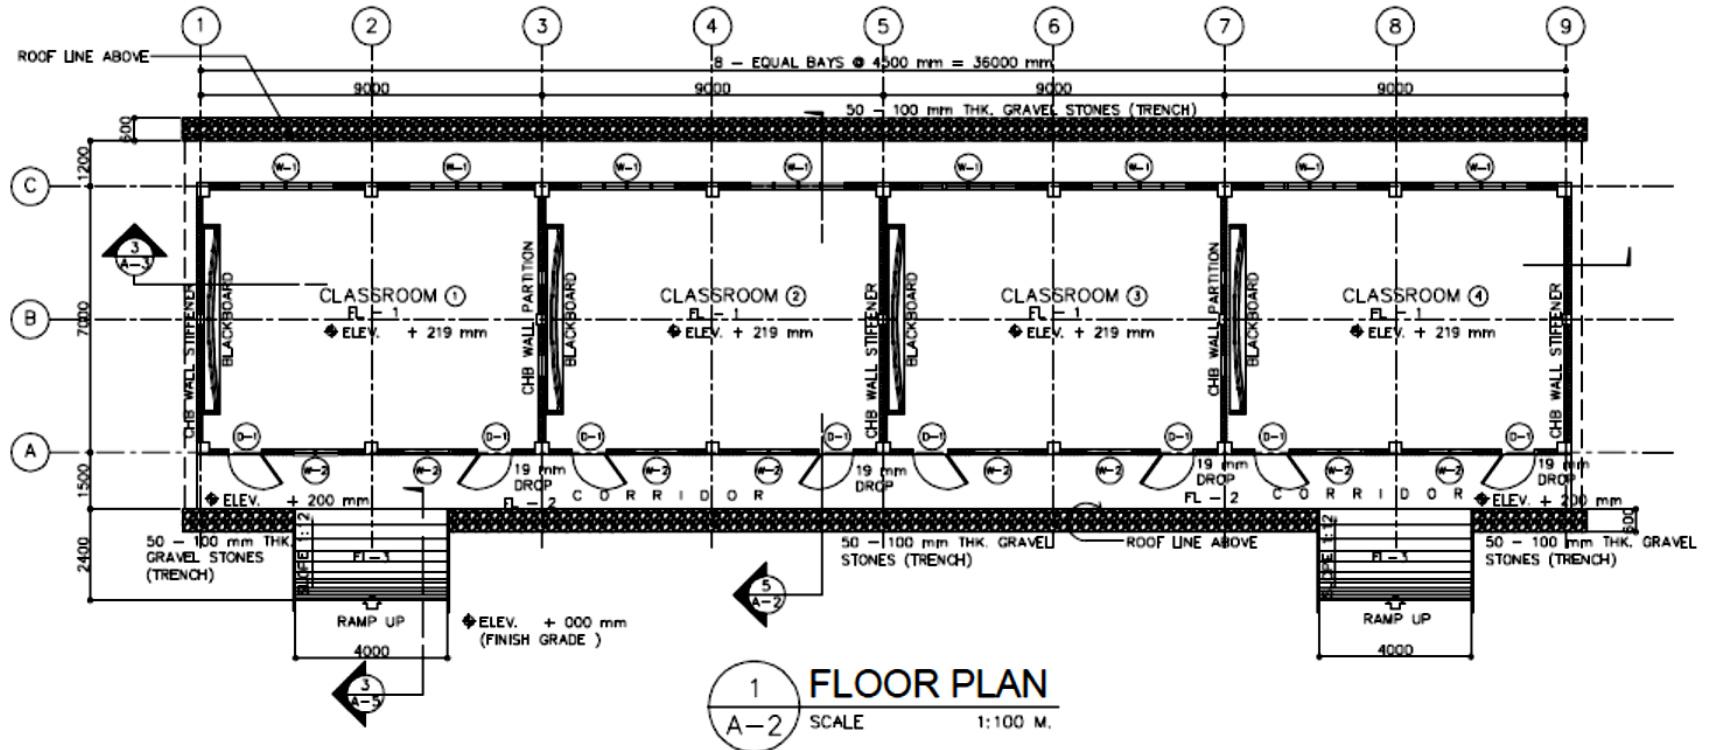 1 2 3 4 5 6 7 8 9
ROOF LINE ABOVE
8 - EQUAL BAYS @ 4500 mm = 36000 mm
9000 9000 9000 9000
50 - 100 mm THK. GRAVEL STONES (TRENCH)
600
1200
W-1 W-1 W-1 W-1 W-1 W-1 W-1 W-1
C
3
A-3
CHB WALL STIFFENER
BLACKBOARD
CLASSROOM 1
FL - 1
ELEV. + 219 mm
CHB WALL PARTITION
BLACKBOARD
CLASSROOM 2
FL - 1
ELEV. + 219 mm
CHB WALL STIFFENER
BLACKBOARD
CLASSROOM 3
FL - 1
ELEV. + 219 mm
CHB WALL PARTITION
BLACKBOARD
CLASSROOM 4
FL - 1
ELEV. + 219 mm
CHB WALL STIFFENER
B
7000
D-1 D-1 D-1 D-1 D-1 D-1 D-1 D-1
A
W-2 W-2 W-2 W-2 W-2 W-2 W-2 W-2
1500
19 mm
DROP
19 mm
DROP
19 mm
DROP
19 mm
DROP
ELEV. + 200 mm
FL - 2
CORRIDOR
FL - 2
CORRIDOR
ELEV. + 200 mm
600
2400
50 - 100 mm THK.
GRAVEL STONES
(TRENCH)
SLOPE 1:12
FL-3
50 - 100 mm THK. GRAVEL
STONES (TRENCH)
ROOF LINE ABOVE
SLOPE 1:12
FL-3
50 - 100 mm THK. GRAVEL
STONES (TRENCH)
RAMP UP
ELEV. + 000 mm
(FINISH GRADE )
5
A-2
RAMP UP
4000
4000
3
A-5
1
A-2
FLOOR PLAN
SCALE 1:100 M.